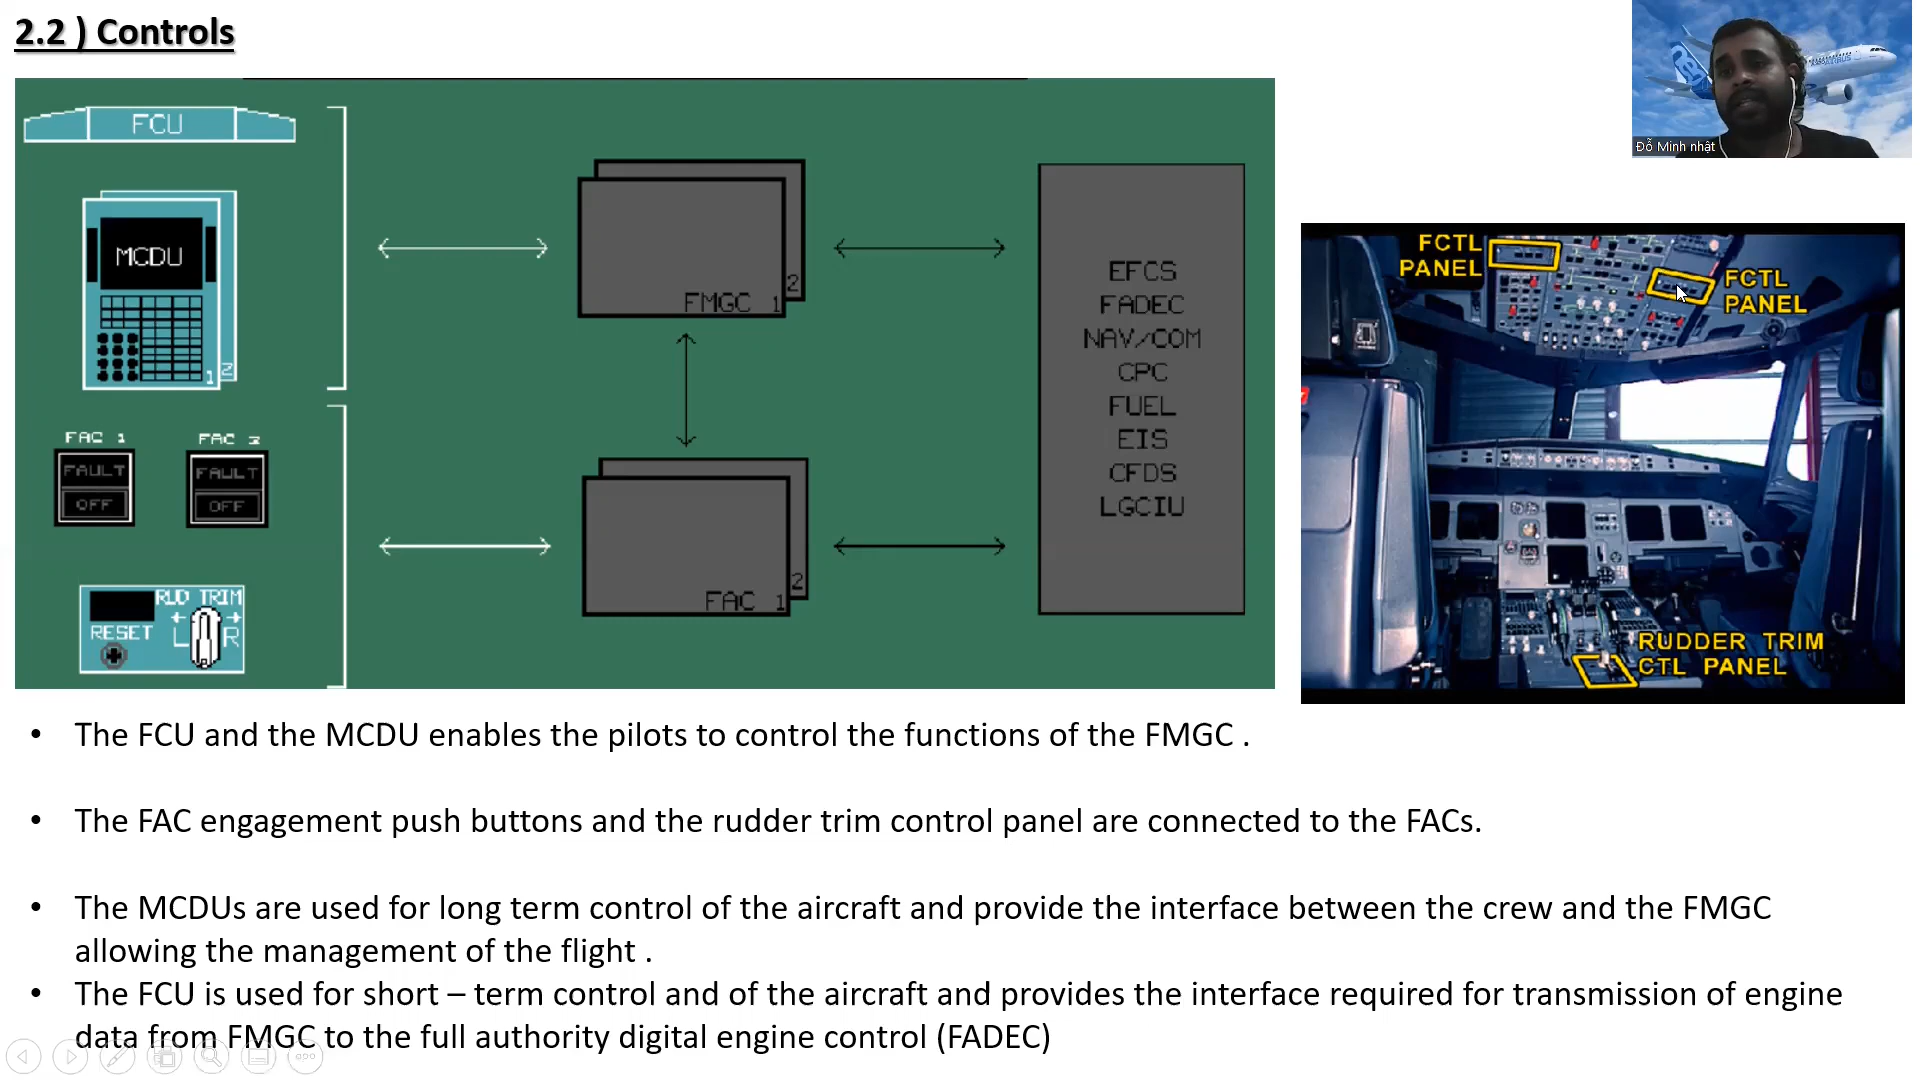 2.2 ) Controls
FCU
MCDU
1
2
FAC 1
FAC 2
FAULT
OFF
FAULT
OFF
RUD TRIM
RESET
L
R
FMGC 1
2
FAC 1
2
EFCS
FADEC
NAV/COM
CPC
FUEL
EIS
CFDS
LGCIU
Đỗ Minh nhật
FCTL
PANEL
FCTL
PANEL
RUDDER TRIM
CTL PANEL
• The FCU and the MCDU enables the pilots to control the functions of the FMGC .
• The FAC engagement push buttons and the rudder trim control panel are connected to the FACs.
• The MCDUs are used for long term control of the aircraft and provide the interface between the crew and the FMGC
allowing the management of the flight .
• The FCU is used for short – term control and of the aircraft and provides the interface required for transmission of engine
data from FMGC to the full authority digital engine control (FADEC)